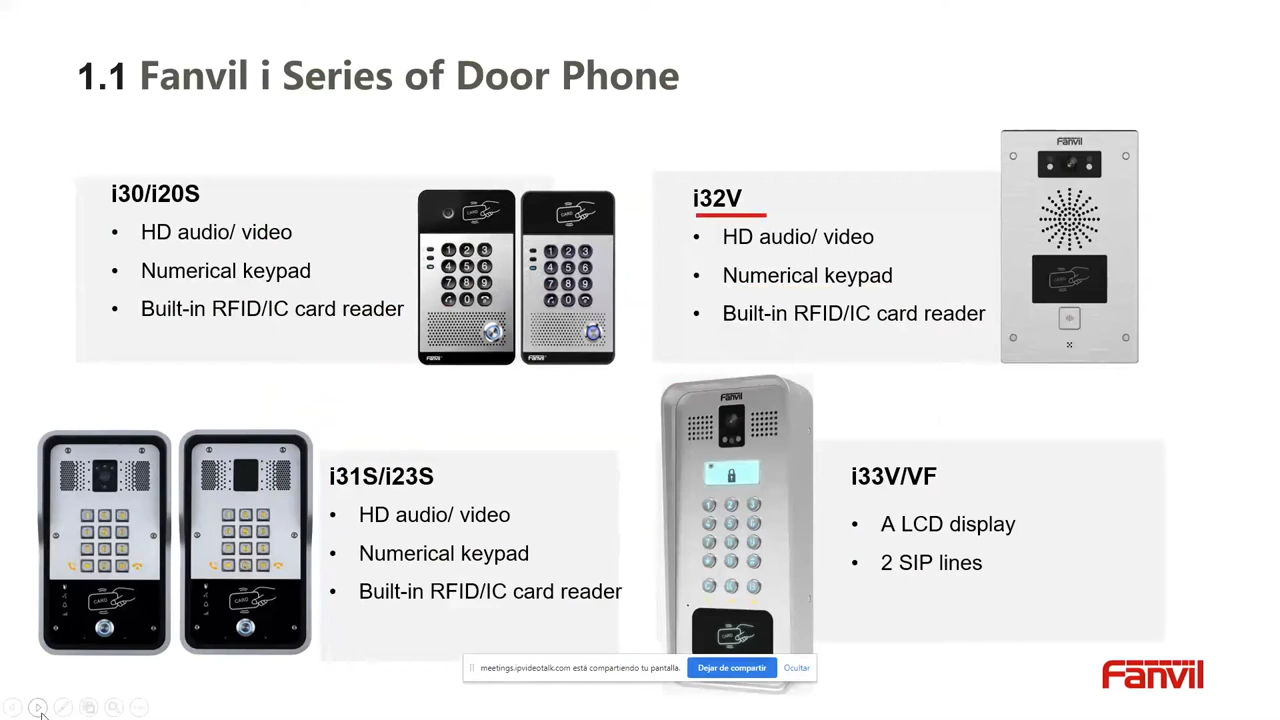 1.1 Fanvil i Series of Door Phone
i30/i20S
• HD audio/ video
• Numerical keypad
• Built-in RFID/IC card reader
i32V
• HD audio/ video
• Numerical keypad
• Built-in RFID/IC card reader
Fanvil
i31S/i23S
• HD audio/ video
• Numerical keypad
• Built-in RFID/IC card reader
Fanvil
i33V/VF
• A LCD display
• 2 SIP lines
meetings.ipvideotalk.com está compartiendo tu pantalla.
Dejar de compartir
Ocultar
Fanvil